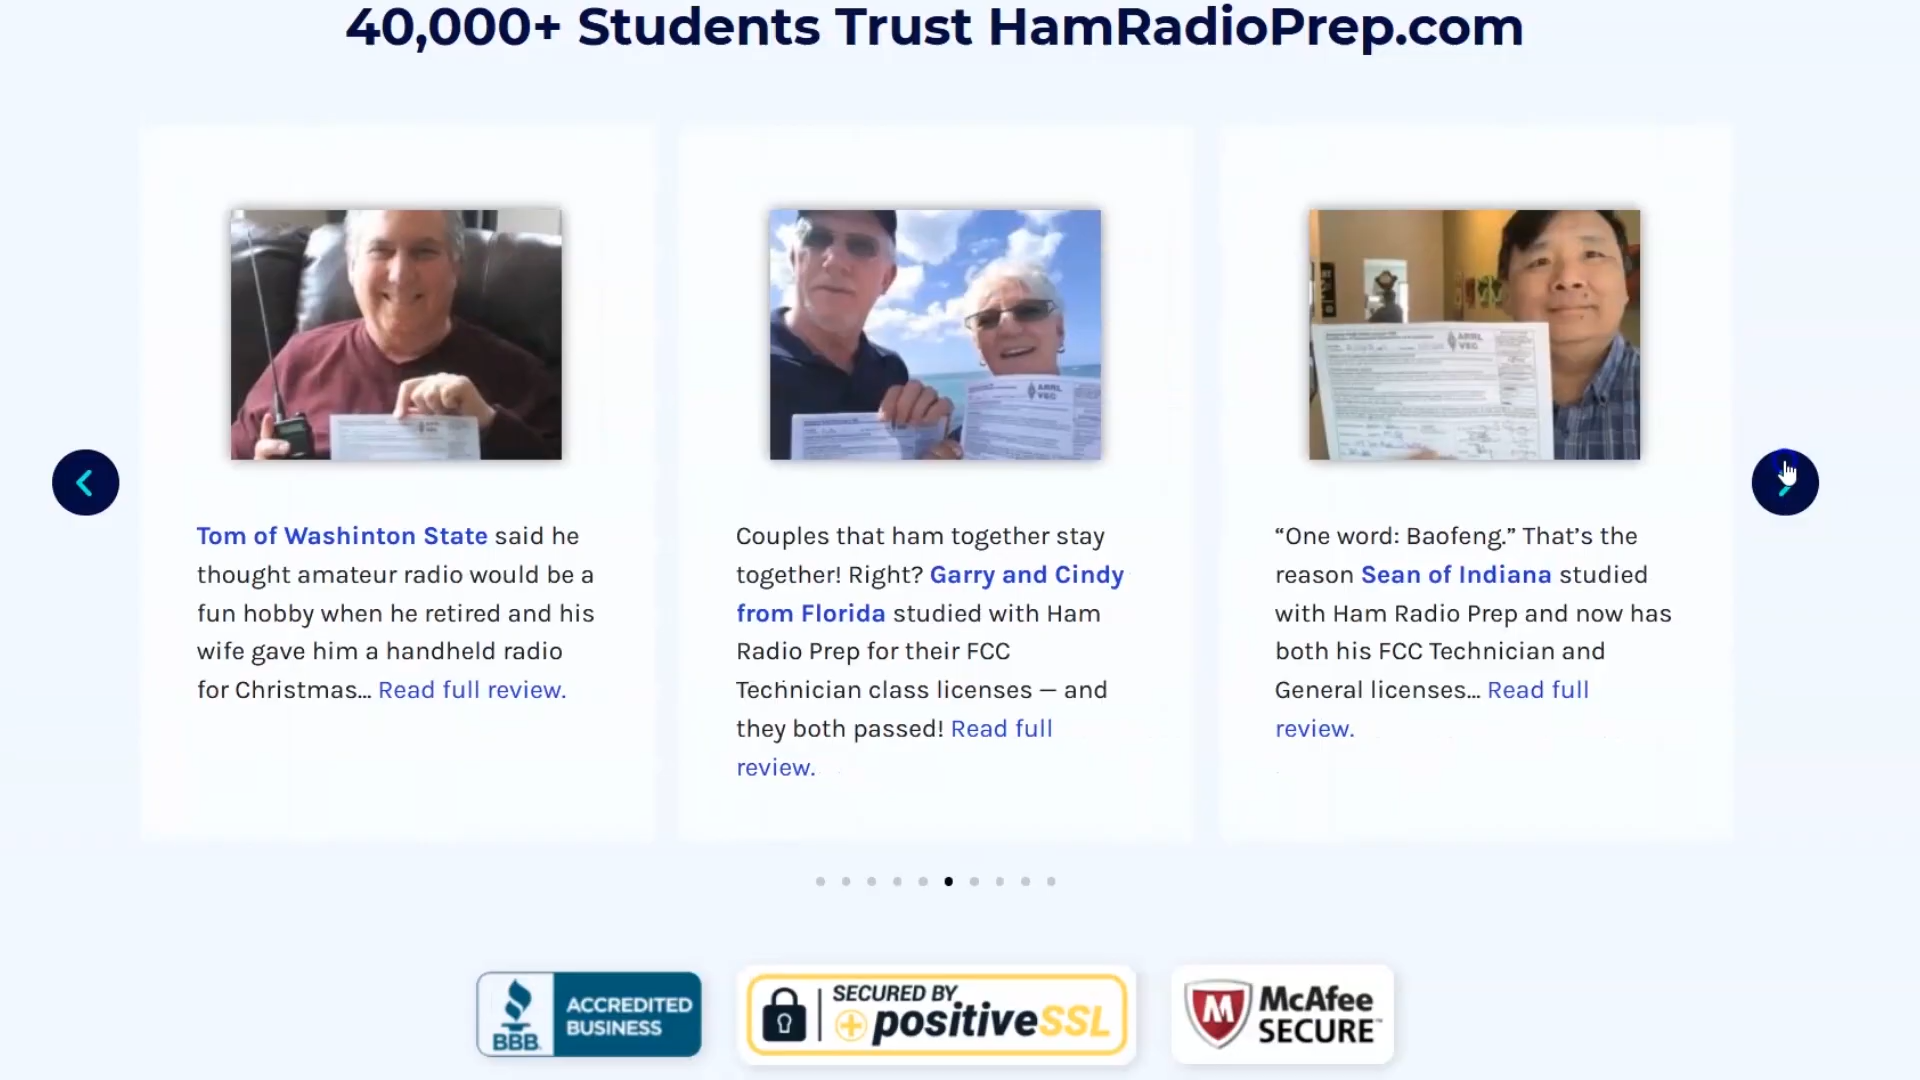 40,000+ Students Trust HamRadioPrep.com
ARRL
VEC
ARRL
VEC
Tom of Washinton State said he
thought amateur radio would be a
fun hobby when he retired and his
wife gave him a handheld radio
for Christmas... Read full review.
Couples that ham together stay
together! Right? Garry and Cindy
from Florida studied with Ham
Radio Prep for their FCC
Technician class licenses — and
they both passed! Read full
review.
“One word: Baofeng.” That’s the
reason Sean of Indiana studied
with Ham Radio Prep and now has
both his FCC Technician and
General licenses... Read full
review.
BBB
ACCREDITED
BUSINESS
SECURED BY
positiveSSL
McAfee
SECURE™